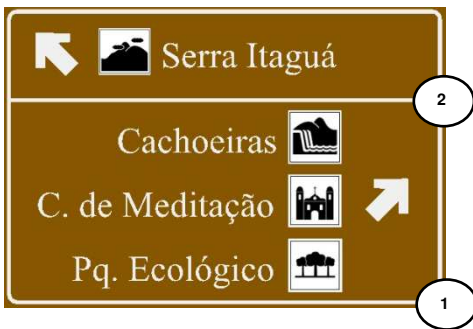 Serra Itaguá
2
Cachoeiras
C. de Meditação
Pq. Ecológico
1